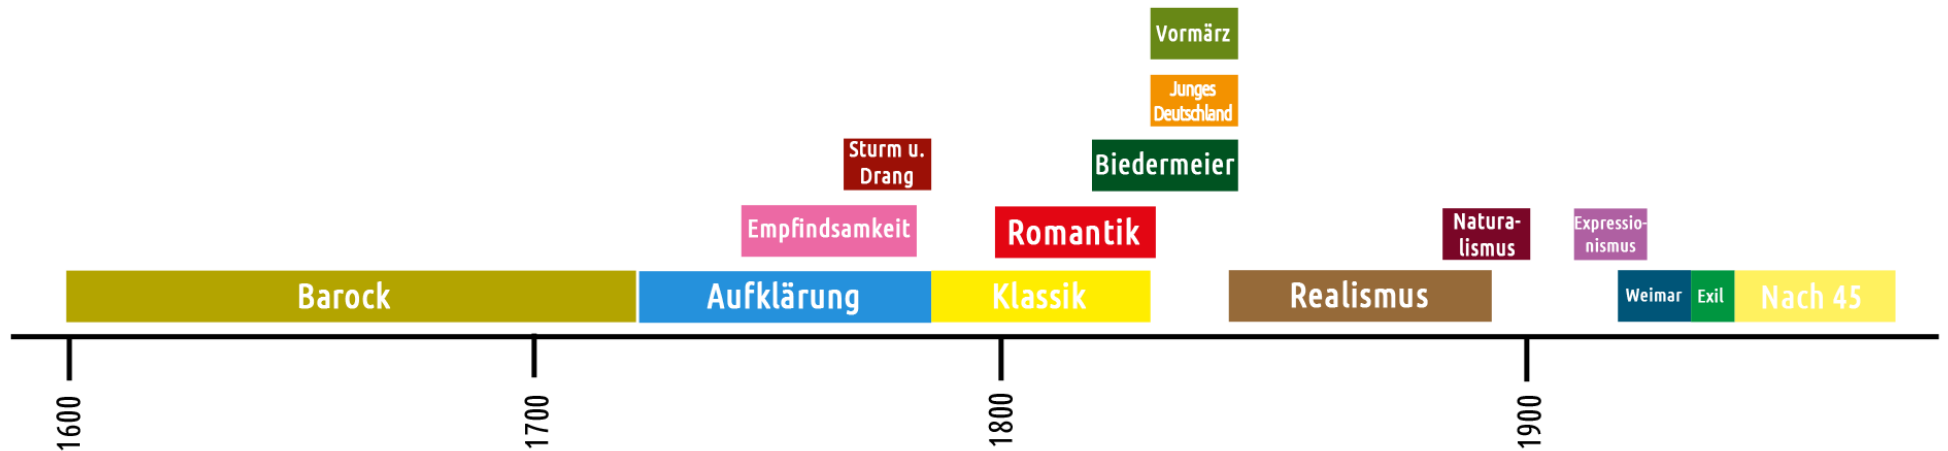 Vormärz
Junges
Deutschland
Sturm u.
Drang
Biedermeier
Empfindsamkeit
Romantik
Natura-
lismus
Expressio-
nismus
Barock
Aufklärung
Klassik
Realismus
Weimar
Exil
Nach 45
1600
1700
1800
1900